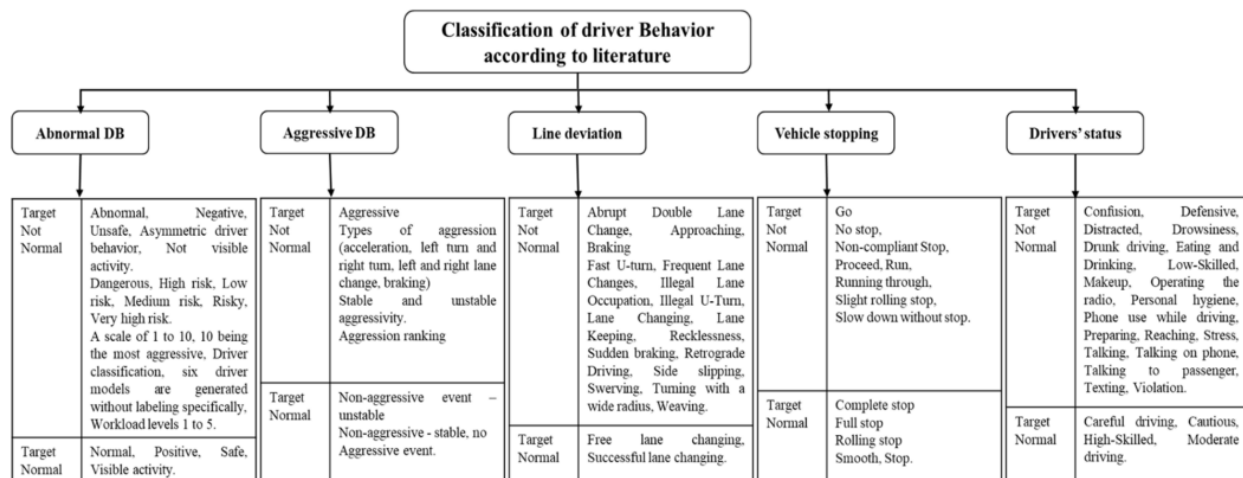 Classification of driver Behavior
according to literature
Abnormal DB
Aggressive DB
Line deviation
Vehicle stopping
Drivers' status
Target
Not
Normal
Abnormal, Negative,
Unsafe, Asymmetric driver
behavior, Not visible
activity.
Dangerous, High risk, Low
risk, Medium risk, Risky,
Very high risk.
A scale of 1 to 10, 10 being
the most aggressive, Driver
classification, six driver
models are generated
without labeling specifically,
Workload levels 1 to 5.
Target
Normal
Normal, Positive, Safe,
Visible activity.
Target
Not
Normal
Aggressive
Types of aggression
(acceleration, left turn and
right turn, left and right lane
change, braking)
Stable and unstable
aggressivity.
Aggression ranking
Target
Normal
Non-aggressive event –
unstable
Non-aggressive - stable, no
Aggressive event.
Target
Not
Normal
Abrupt Double Lane
Change, Approaching,
Braking
Fast U-turn, Frequent Lane
Changes, Illegal Lane
Occupation, Illegal U-Turn,
Lane Changing, Lane
Keeping, Recklessness,
Sudden braking, Retrograde
Driving, Side slipping,
Swerving, Turning with a
wide radius, Weaving.
Target
Normal
Free lane changing,
Successful lane changing.
Target
Not
Normal
Go
No stop,
Non-compliant Stop,
Proceed, Run,
Running through,
Slight rolling stop,
Slow down without stop.
Target
Normal
Complete stop
Full stop
Rolling stop
Smooth, Stop.
Target
Not
Normal
Confusion, Defensive,
Distracted, Drowsiness,
Drunk driving, Eating and
Drinking, Low-Skilled,
Makeup, Operating the
radio, Personal hygiene,
Phone use while driving,
Preparing, Reaching, Stress,
Talking, Talking on phone,
Talking to passenger,
Texting, Violation.
Target
Normal
Careful driving, Cautious,
High-Skilled, Moderate
driving.